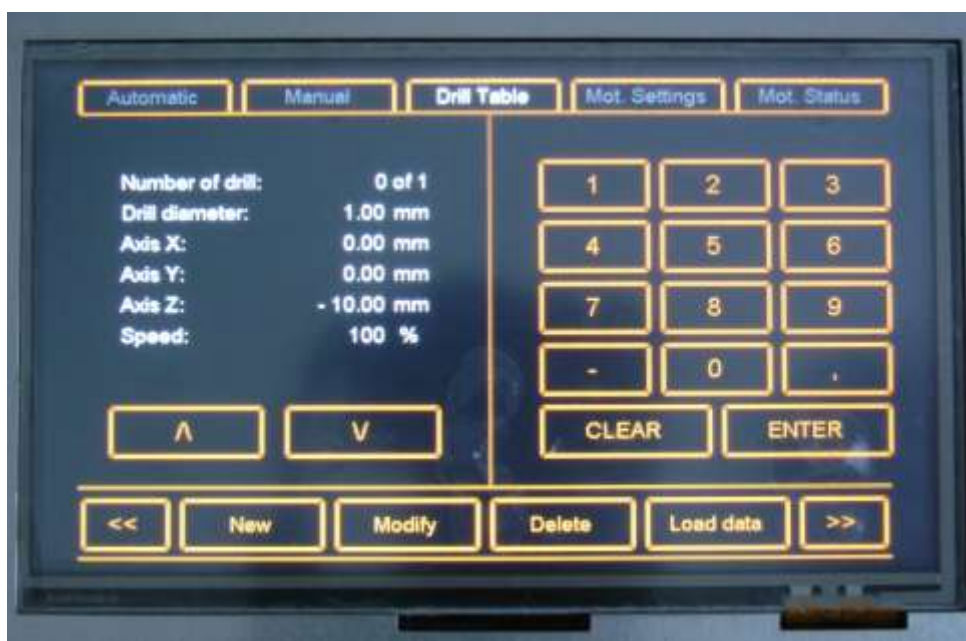 Automatic Manual Drill Table Mot. Settings Mot. Status
Number of drill: 0 of 1
Drill diameter: 1.00 mm
Axis X: 0.00 mm
Axis Y: 0.00 mm
Axis Z: - 10.00 mm
Speed: 100 %
Λ V
1 2 3
4 5 6
7 8 9
- 0 ,
CLEAR ENTER
<< New Modify Delete Load data >>